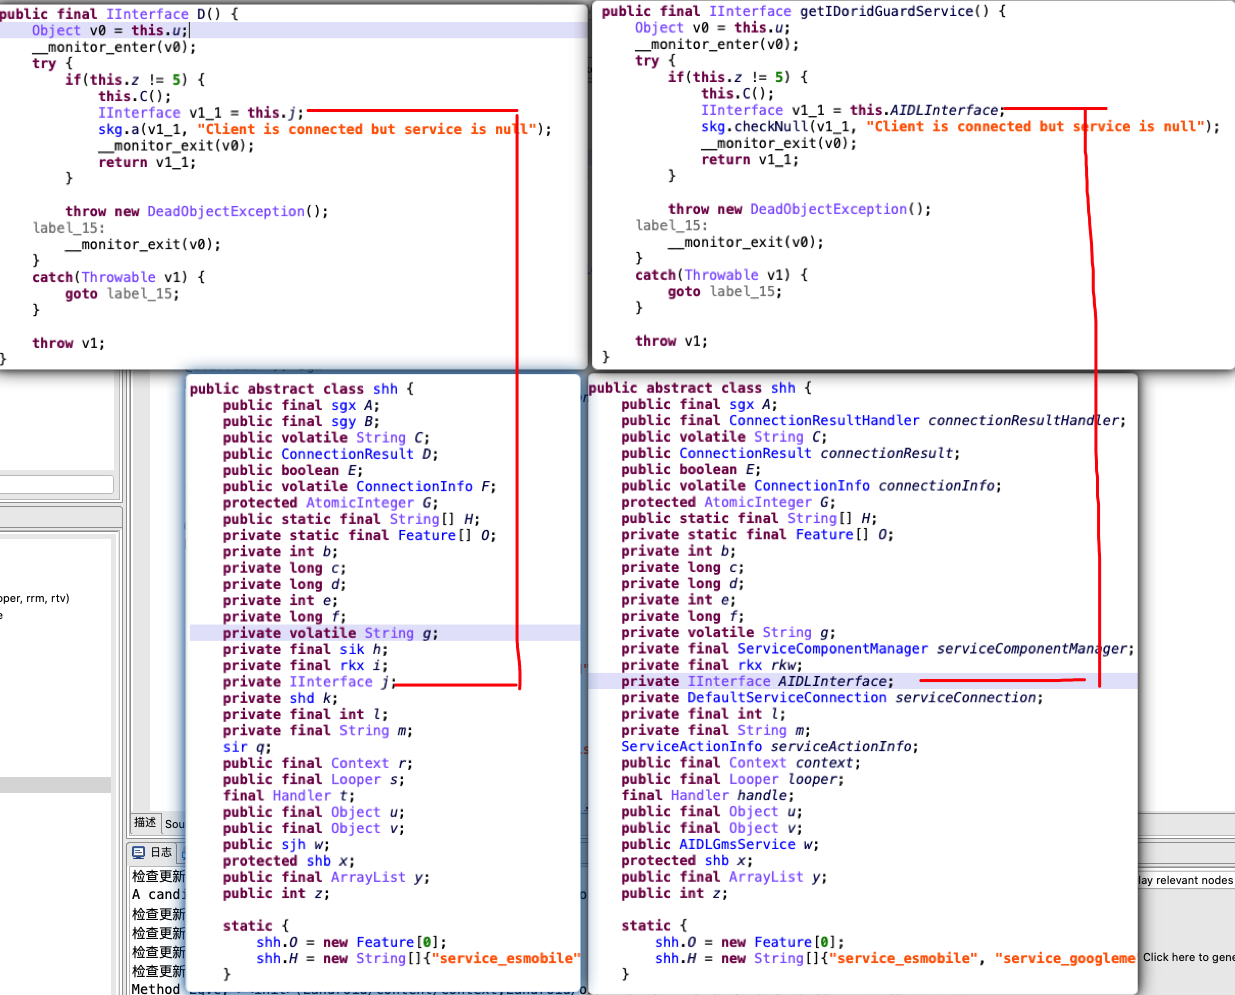 public final IInterface D() {
    Object v0 = this.u;
    __monitor_enter(v0);
    try {
        if(this.z != 5) {
            this.C();
            IInterface v1_1 = this.j;
            skg.a(v1_1, "Client is connected but service is null");
            __monitor_exit(v0);
            return v1_1;
        }
        throw new DeadObjectException();
    label_15:
        __monitor_exit(v0);
    }
    catch(Throwable v1) {
        goto label_15;
    }
    throw v1;
}
public final IInterface getIDoridGuardService() {
    Object v0 = this.u;
    __monitor_enter(v0);
    try {
        if(this.z != 5) {
            this.C();
            IInterface v1_1 = this.AIDLInterface;
            skg.checkNull(v1_1, "Client is connected but service is null");
            __monitor_exit(v0);
            return v1_1;
        }
        throw new DeadObjectException();
    label_15:
        __monitor_exit(v0);
    }
    catch(Throwable v1) {
        goto label_15;
    }
    throw v1;
}
public abstract class shh {
    public final sgx A;
    public final sgy B;
    public volatile String C;
    public ConnectionResult D;
    public boolean E;
    public volatile ConnectionInfo F;
    protected AtomicInteger G;
    public static final String[] H;
    private static final Feature[] O;
    private int b;
    private long c;
    private long d;
    private int e;
    private long f;
    private volatile String g;
    private final sik h;
    private final rkx i;
    private IInterface j;
    private shd k;
    private final int l;
    private final String m;
    sir q;
    public final Context r;
    public final Looper s;
    final Handler t;
    public final Object u;
    public final Object v;
    public sjh w;
    protected shb x;
    public final ArrayList y;
    public int z;
    static {
        shh.O = new Feature[0];
        shh.H = new String[]{"service_esmobile"
    }
public abstract class shh {
    public final sgx A;
    public final ConnectionResultHandler connectionResultHandler;
    public volatile String C;
    public ConnectionResult connectionResult;
    public boolean E;
    public volatile ConnectionInfo connectionInfo;
    protected AtomicInteger G;
    public static final String[] H;
    private static final Feature[] O;
    private int b;
    private long c;
    private long d;
    private int e;
    private long f;
    private volatile String g;
    private final ServiceComponentManager serviceComponentManager;
    private final rkx rkw;
    private IInterface AIDLInterface;
    private DefaultServiceConnection serviceConnection;
    private final int l;
    private final String m;
    ServiceActionInfo serviceActionInfo;
    public final Context context;
    public final Looper looper;
    final Handler handle;
    public final Object u;
    public final Object v;
    public AIDLGmsService w;
    protected shb x;
    public final ArrayList y;
    public int z;
    static {
        shh.O = new Feature[0];
        shh.H = new String[]{"service_esmobile", "service_googleme
    }
oper, rrm, rtv)
描述 Sou
日志
检查更新
A candi
检查更新
检查更新
检查更新
检查更新
Method
lay relevant nodes
Click here to gene